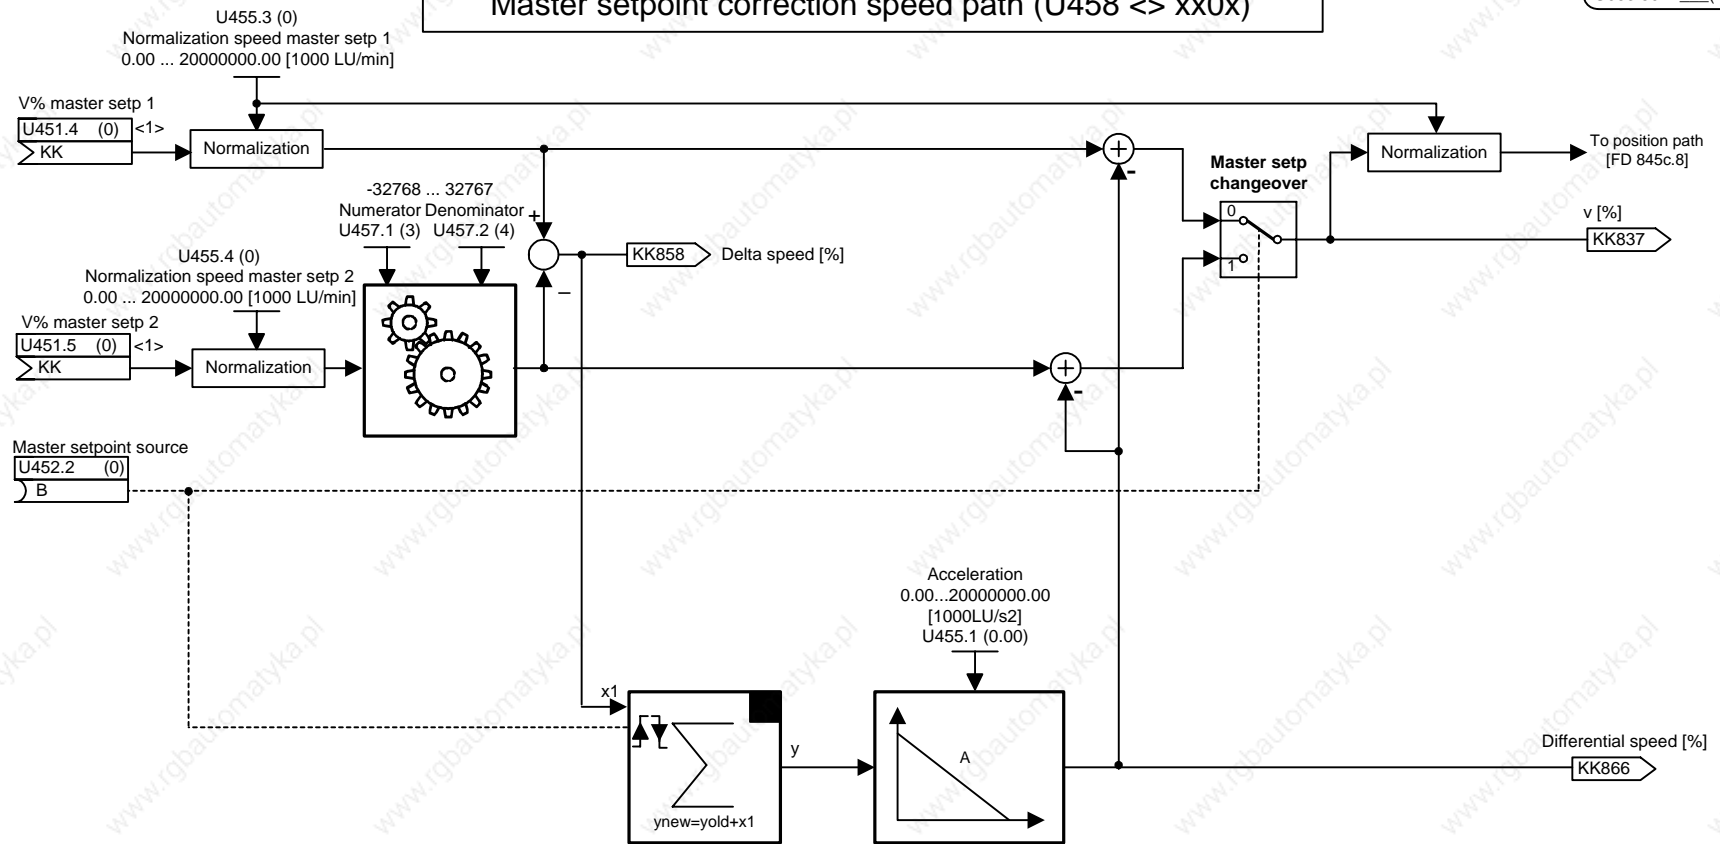 Master setpoint correction speed path (U458 <> xx0x)
U455.3 (0)
Normalization speed master setp 1
0.00 ... 20000000.00 [1000 LU/min]
V% master setp 1
U451.4 (0) <1>
KK
Normalization
-32768 ... 32767
Numerator Denominator
U457.1 (3) U457.2 (4)
+
–
KK858
Delta speed [%]
+
-
Master setp
changeover
0
1
Normalization
To position path
[FD 845c.8]
v [%]
KK837
U455.4 (0)
Normalization speed master setp 2
0.00 ... 20000000.00 [1000 LU/min]
V% master setp 2
U451.5 (0) <1>
KK
Normalization
+
-
Master setpoint source
U452.2 (0)
B
Acceleration
0.00...20000000.00
[1000LU/s2]
U455.1 (0.00)
x1
ynew=yold+x1
y
A
Differential speed [%]
KK866
www.rgbautomatyka.pl